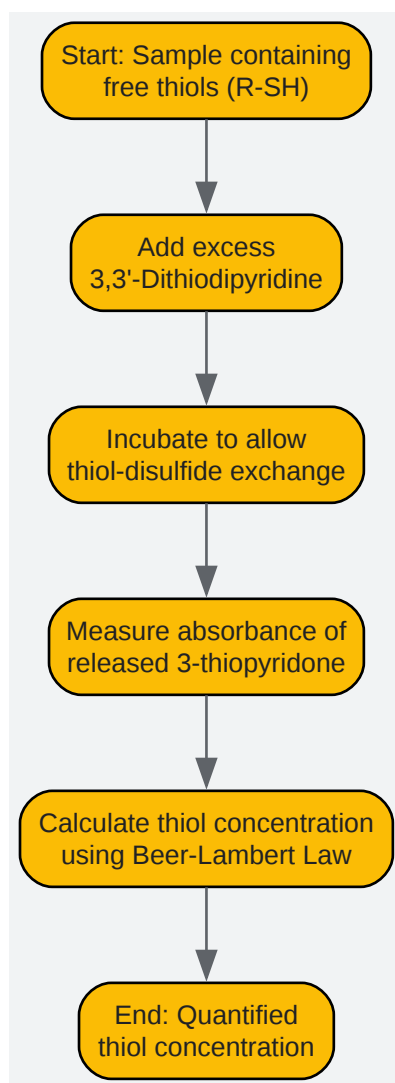 Start: Sample containing
free thiols (R-SH)
Add excess
3,3'-Dithiodipyridine
Incubate to allow
thiol-disulfide exchange
Measure absorbance of
released 3-thiopyridone
Calculate thiol concentration
using Beer-Lambert Law
End: Quantified
thiol concentration